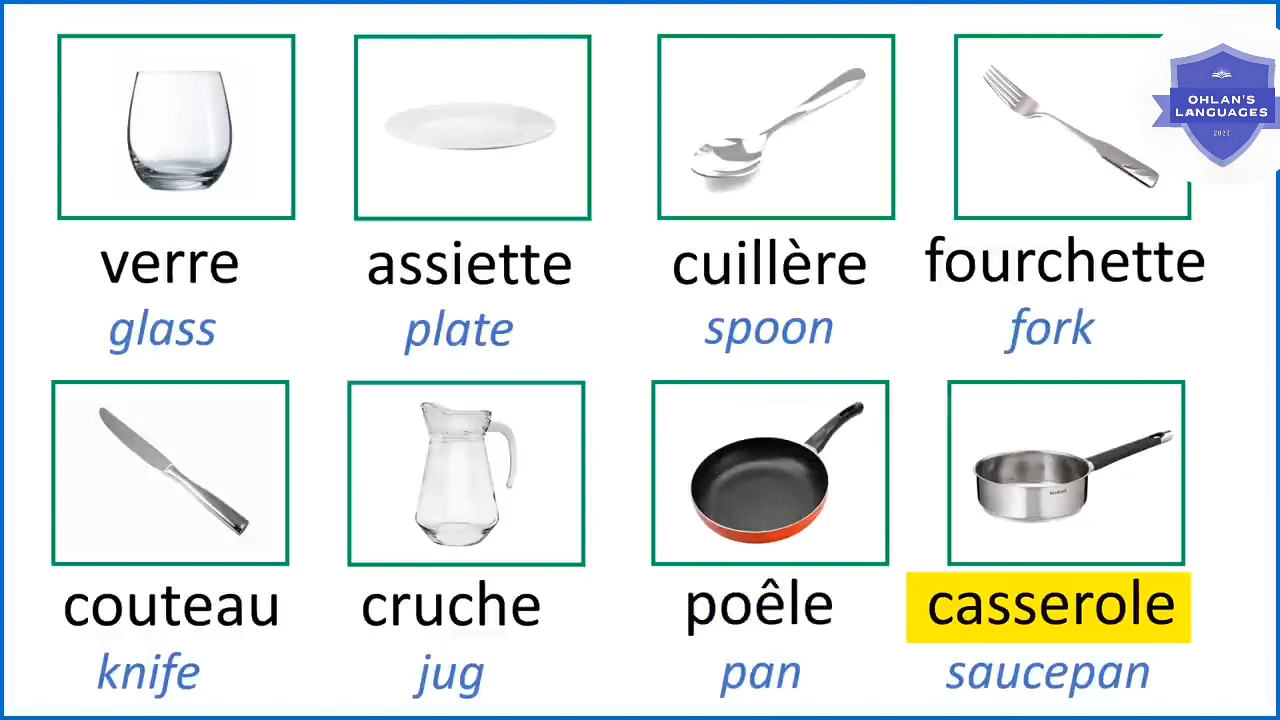 OHLAN'S
LANGUAGES
2023
verre
assiette
cuillère
fourchette
glass
plate
spoon
fork
couteau
cruche
poêle
casserole
knife
jug
pan
saucepan